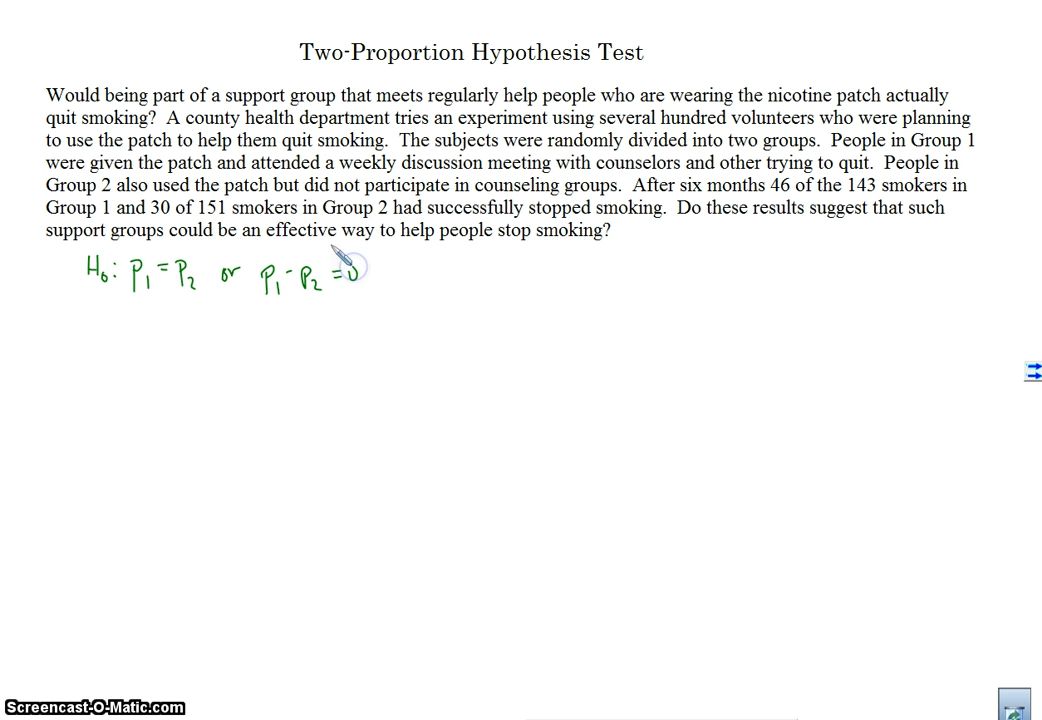 Two-Proportion Hypothesis Test
Would being part of a support group that meets regularly help people who are wearing the nicotine patch actually
quit smoking?  A county health department tries an experiment using several hundred volunteers who were planning
to use the patch to help them quit smoking.  The subjects were randomly divided into two groups.  People in Group 1
were given the patch and attended a weekly discussion meeting with counselors and other trying to quit.  People in
Group 2 also used the patch but did not participate in counseling groups.  After six months 46 of the 143 smokers in
Group 1 and 30 of 151 smokers in Group 2 had successfully stopped smoking.  Do these results suggest that such
support groups could be an effective way to help people stop smoking?
H₀: P₁ = P₂ or P₁ - P₂ = 0
Screencast-O-Matic.com